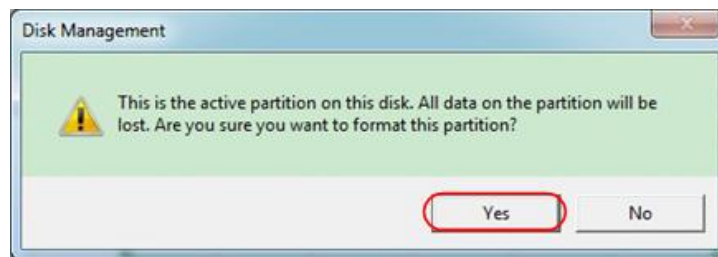 Disk Management
This is the active partition on this disk. All data on the partition will be
lost. Are you sure you want to format this partition?
Yes
No